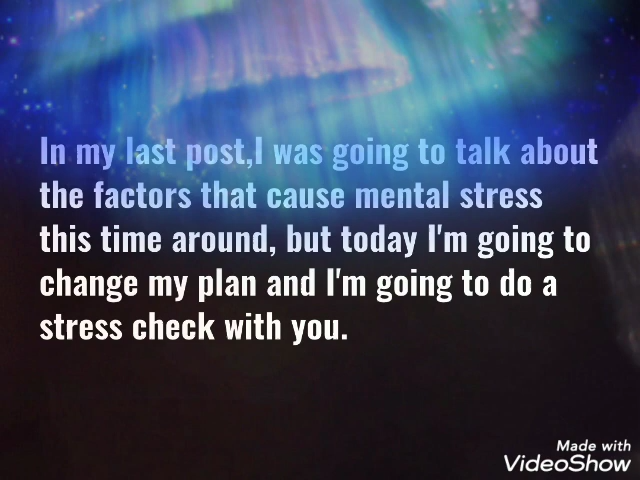 In my last post,I was going to talk about
the factors that cause mental stress
this time around, but today I'm going to
change my plan and I'm going to do a
stress check with you.
Made with
VideoShow